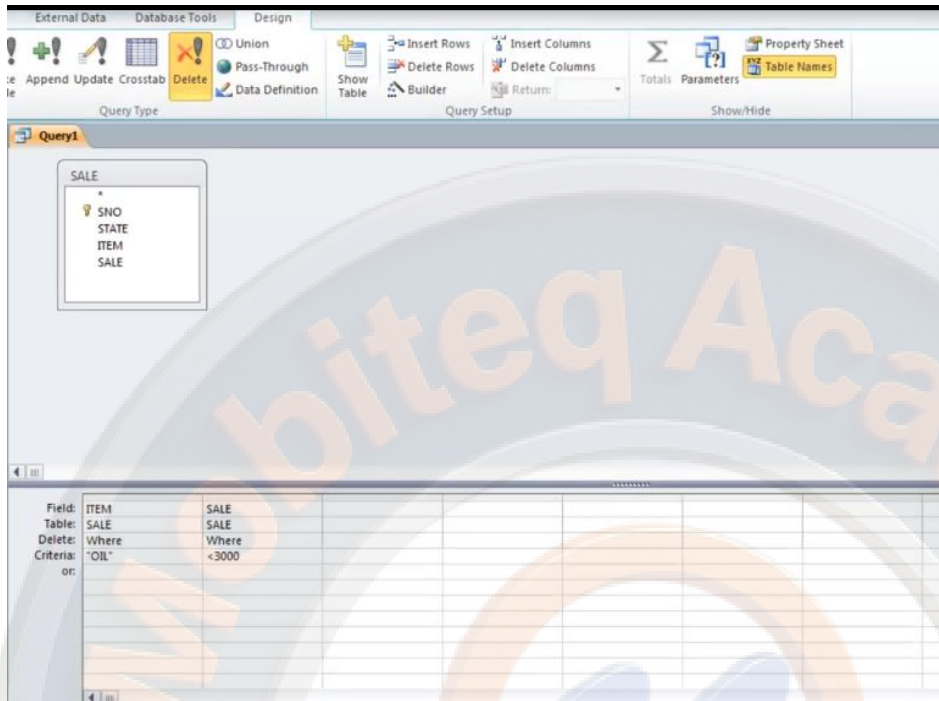 External Data Database Tools Design
Append Update Crosstab Delete
Union
Pass-Through
Data Definition
Show Table
Insert Rows
Delete Rows
Builder
Insert Columns
Delete Columns
Return:
Totals Parameters
Property Sheet
Table Names
Query Type Query Setup Show/Hide
Query1
SALE
*
SNO
STATE
ITEM
SALE
Mobiteq Aca
Field: ITEM SALE
Table: SALE SALE
Delete: Where Where
Criteria: "OIL" <3000
or: